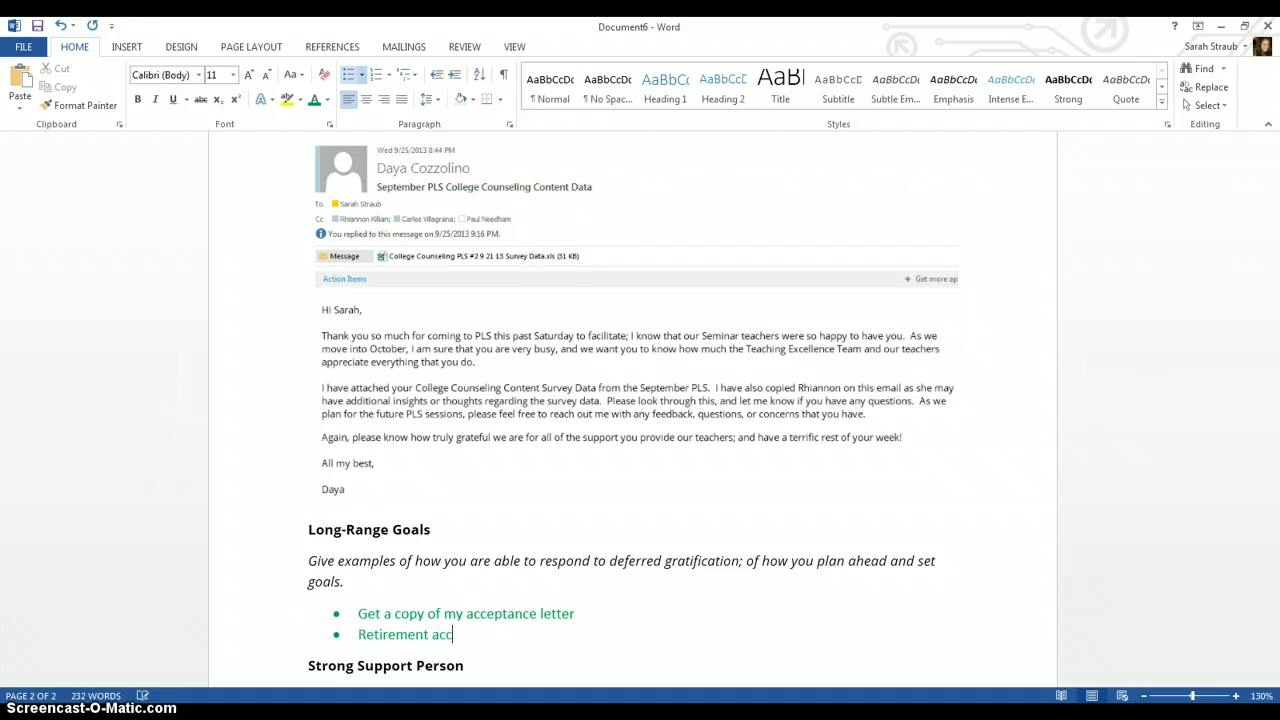 Document6 - Word
Sarah Straub
FILE HOME INSERT DESIGN PAGE LAYOUT REFERENCES MAILINGS REVIEW VIEW
Paste
Cut
Copy
Format Painter
Clipboard
Calibri (Body) 11
Font
Paragraph
AaBbCcDc AaBbCcDc AaBbCc AaBbCcD AaB AaBbCcD AaBbCcDc AaBbCcDc AaBbCcDc AaBbCcDc AaBbCcDc
¶ Normal ¶ No Spac... Heading 1 Heading 2 Title Subtitle Subtle Em... Emphasis Intense E... Strong Quote
Styles
Find
Replace
Select
Editing
Wed 9/25/2013 8:44 PM
Daya Cozzolino
September PLS College Counseling Content Data
To Sarah Straub
Cc Rhiannon Killian; Carlos Villagrana; Paul Needham
You replied to this message on 9/25/2013 9:16 PM.
Message College Counseling PLS #2 9 21 13 Survey Data.xls (31 KB)
Action Items + Get more ap
Hi Sarah,
Thank you so much for coming to PLS this past Saturday to facilitate; I know that our Seminar teachers were so happy to have you. As we
move into October, I am sure that you are very busy, and we want you to know how much the Teaching Excellence Team and our teachers
appreciate everything that you do.
I have attached your College Counseling Content Survey Data from the September PLS. I have also copied Rhiannon on this email as she may
have additional insights or thoughts regarding the survey data. Please look through this, and let me know if you have any questions. As we
plan for the future PLS sessions, please feel free to reach out me with any feedback, questions, or concerns that you have.
Again, please know how truly grateful we are for all of the support you provide our teachers; and have a terrific rest of your week!
All my best,
Daya
Long-Range Goals
Give examples of how you are able to respond to deferred gratification; of how you plan ahead and set
goals.
• Get a copy of my acceptance letter
• Retirement acc
Strong Support Person
PAGE 2 OF 2 232 WORDS 130%
Screencast-O-Matic.com